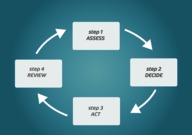 step 1
ASSESS
step 2
DECIDE
step 3
ACT
step 4
REVIEW